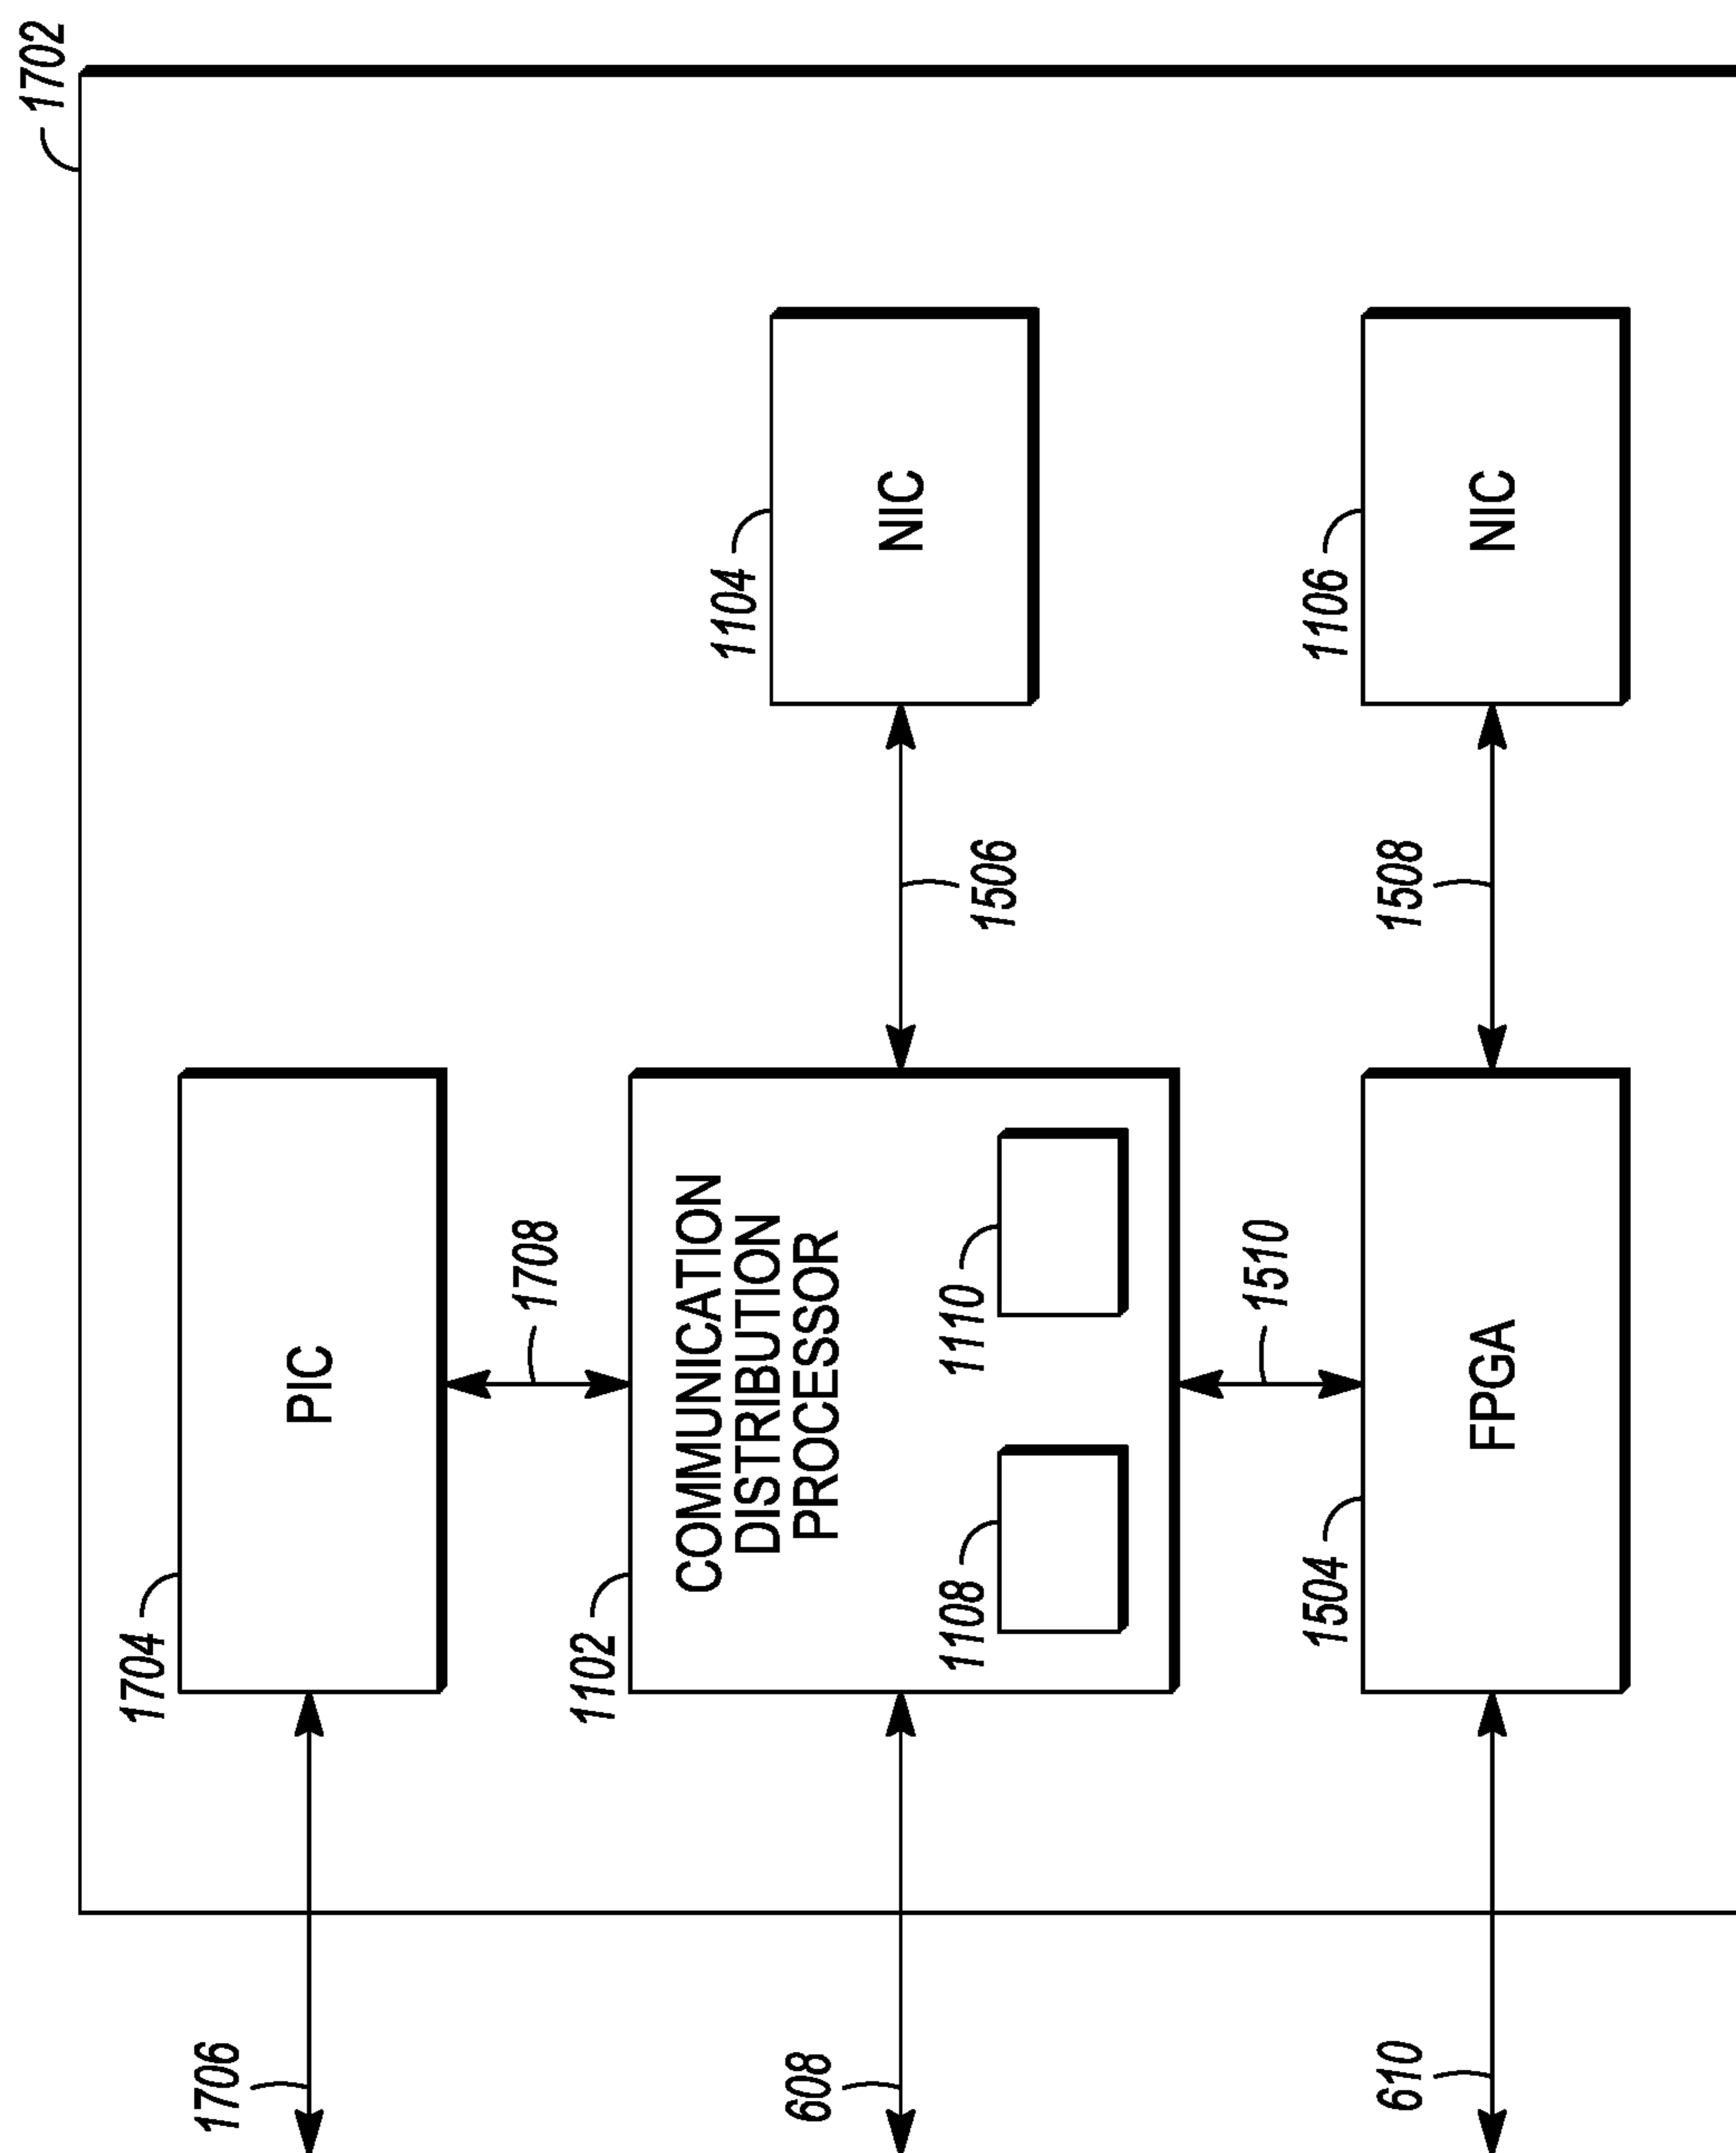 1702
1704
PIC
1706
1708
1102
COMMUNICATION
DISTRIBUTION
PROCESSOR
1104
NIC
1506
608
1108
1110
1510
1504
FPGA
1106
NIC
1508
610